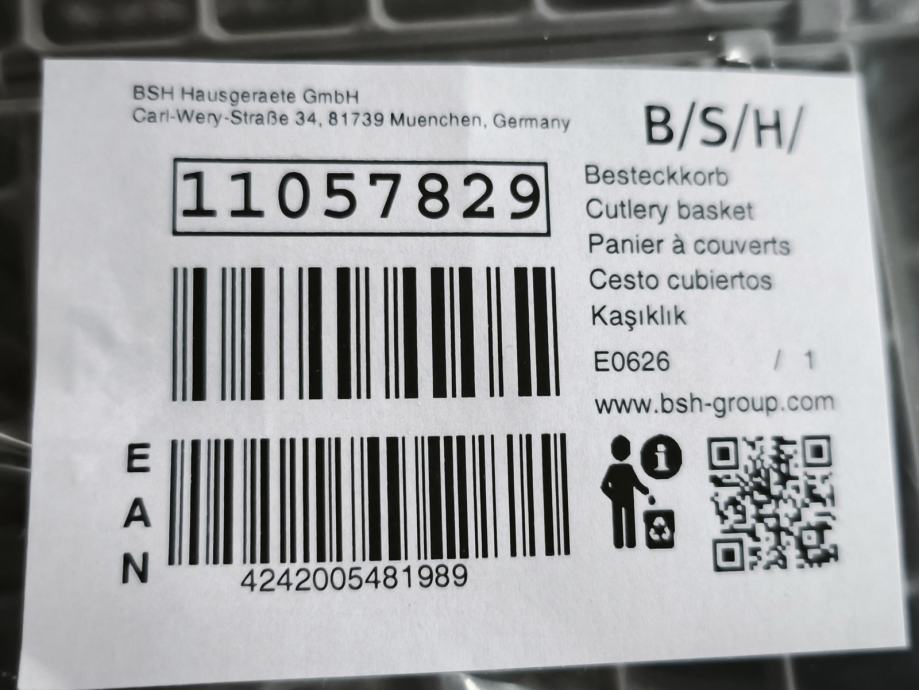 BSH Hausgeraete GmbH
Carl-Wery-Straße 34, 81739 Muenchen, Germany
B/S/H/
11057829
Besteckkorb
Cutlery basket
Panier à couverts
Cesto cubiertos
Kaşıklık
E0626 / 1
www.bsh-group.com
EAN
4242005481989